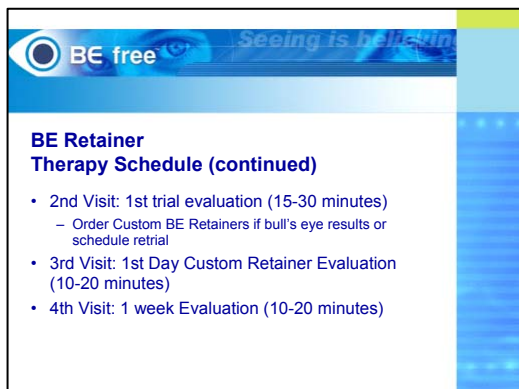 Seeing is believing
BE free
BE Retainer
Therapy Schedule (continued)
• 2nd Visit: 1st trial evaluation (15-30 minutes)
– Order Custom BE Retainers if bull's eye results or
schedule retrial
• 3rd Visit: 1st Day Custom Retainer Evaluation
(10-20 minutes)
• 4th Visit: 1 week Evaluation (10-20 minutes)